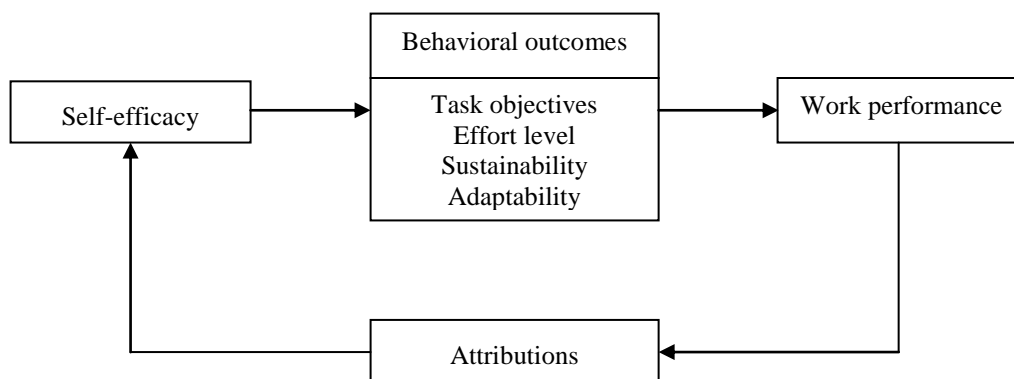 Behavioral outcomes
Self-efficacy
Task objectives
Effort level
Sustainability
Adaptability
Work performance
Attributions